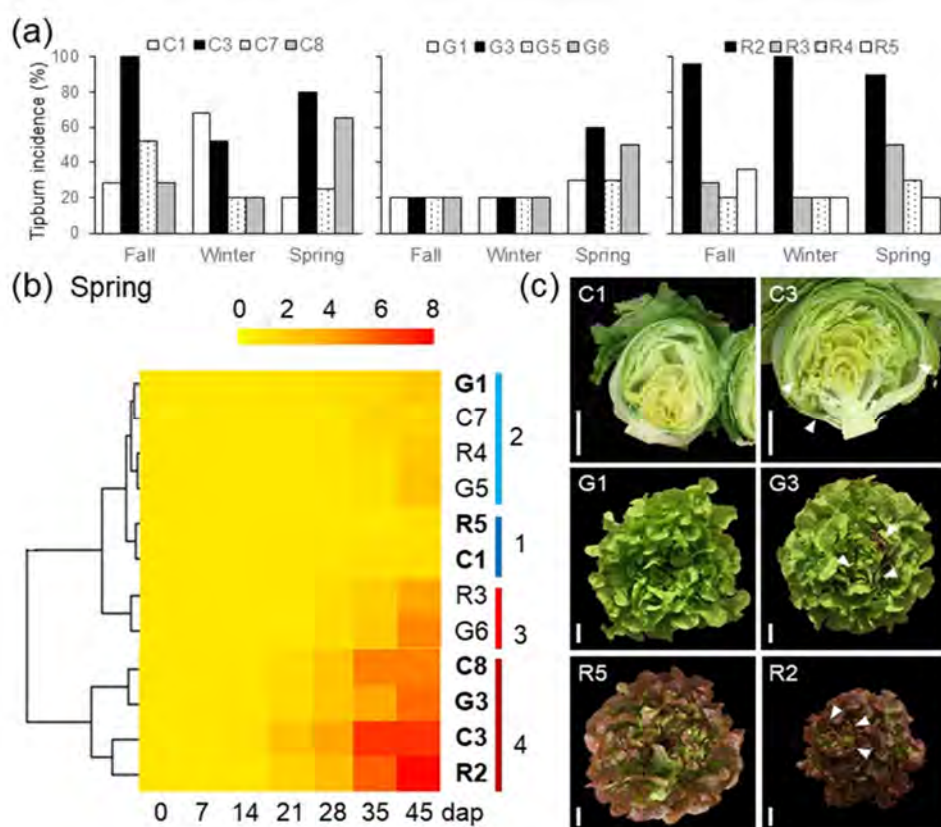 (a)
C1 C3 C7 C8
G1 G3 G5 G6
R2 R3 R4 R5
Tipburn incidence (%)
100
80
60
40
20
0
Fall Winter Spring
Fall Winter Spring
Fall Winter Spring
(b) Spring
0 2 4 6 8
G1
C7
R4
G5
2
R5
C1
1
R3
G6
3
C8
G3
C3
R2
4
0 7 14 21 28 35 45 dap
(c)
C1
C3
G1
G3
R5
R2